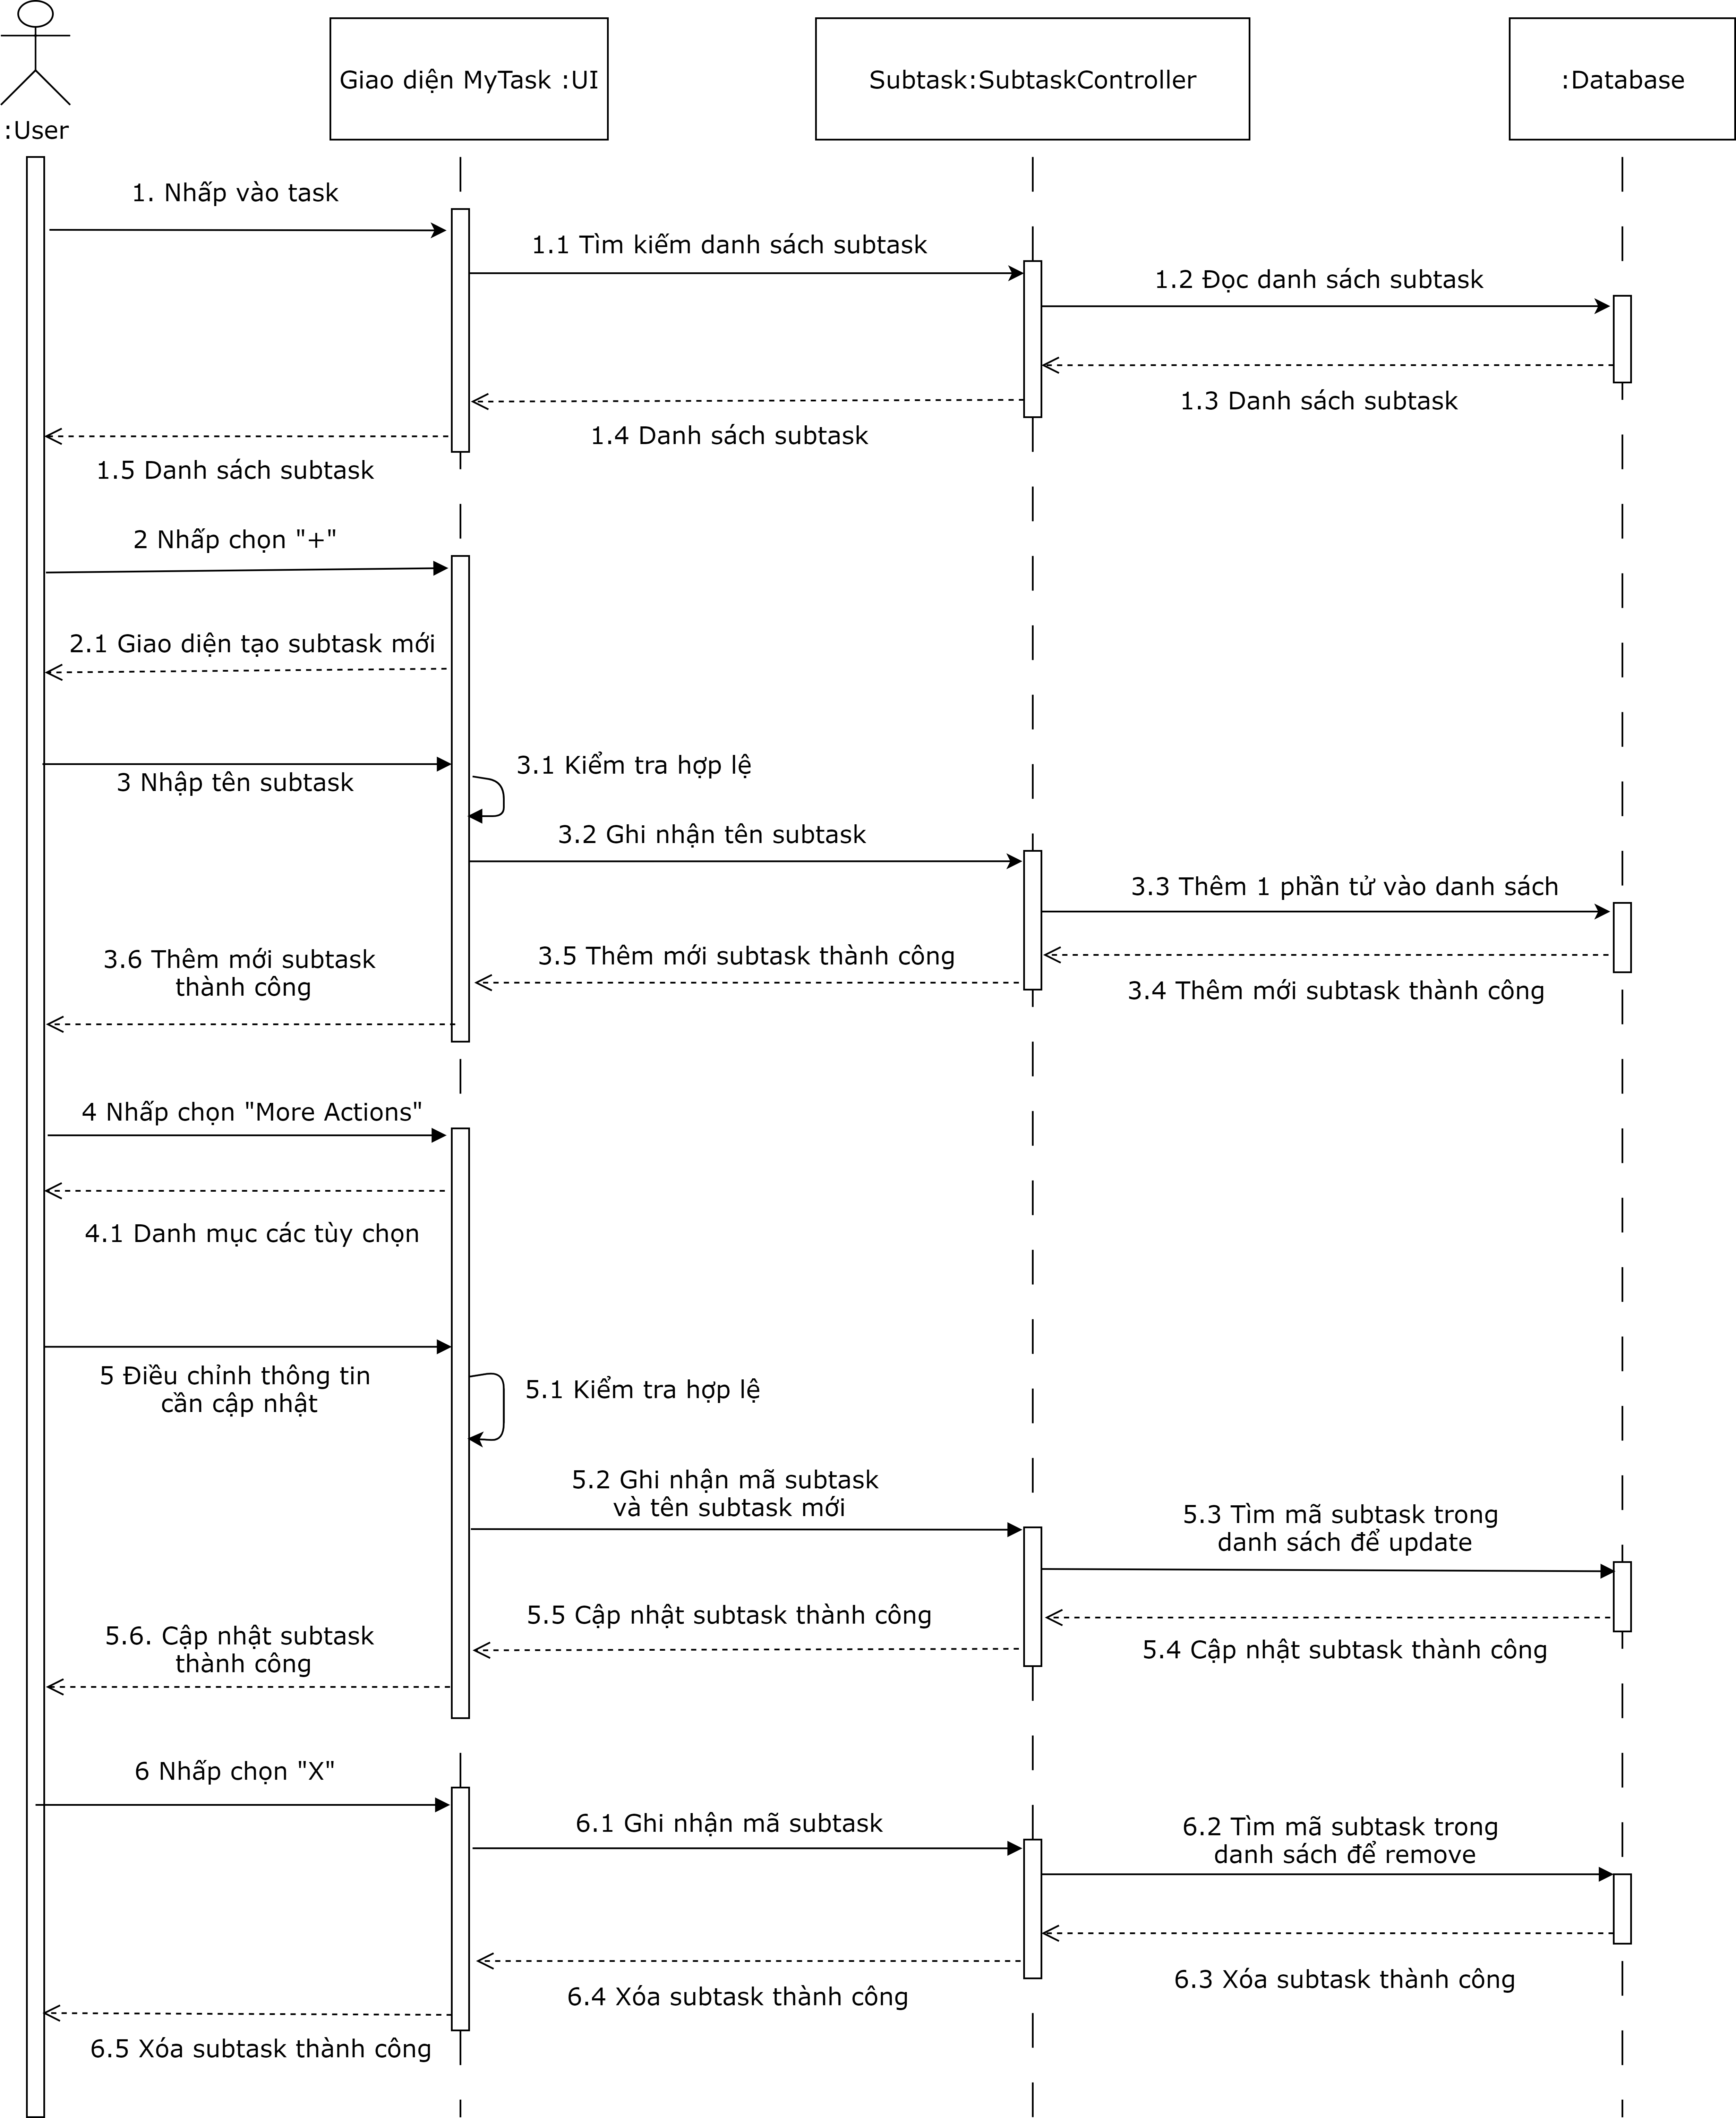 :User
Giao diện MyTask :UI
Subtask:SubtaskController
:Database
1. Nhấp vào task
1.1 Tìm kiếm danh sách subtask
1.2 Đọc danh sách subtask
1.3 Danh sách subtask
1.4 Danh sách subtask
1.5 Danh sách subtask
2 Nhấp chọn "+"
2.1 Giao diện tạo subtask mới
3 Nhập tên subtask
3.1 Kiểm tra hợp lệ
3.2 Ghi nhận tên subtask
3.3 Thêm 1 phần tử vào danh sách
3.4 Thêm mới subtask thành công
3.5 Thêm mới subtask thành công
3.6 Thêm mới subtask
thành công
4 Nhấp chọn "More Actions"
4.1 Danh mục các tùy chọn
5 Điều chỉnh thông tin
cần cập nhật
5.1 Kiểm tra hợp lệ
5.2 Ghi nhận mã subtask
và tên subtask mới
5.3 Tìm mã subtask trong
danh sách để update
5.4 Cập nhật subtask thành công
5.5 Cập nhật subtask thành công
5.6. Cập nhật subtask
thành công
6 Nhấp chọn "X"
6.1 Ghi nhận mã subtask
6.2 Tìm mã subtask trong
danh sách để remove
6.3 Xóa subtask thành công
6.4 Xóa subtask thành công
6.5 Xóa subtask thành công